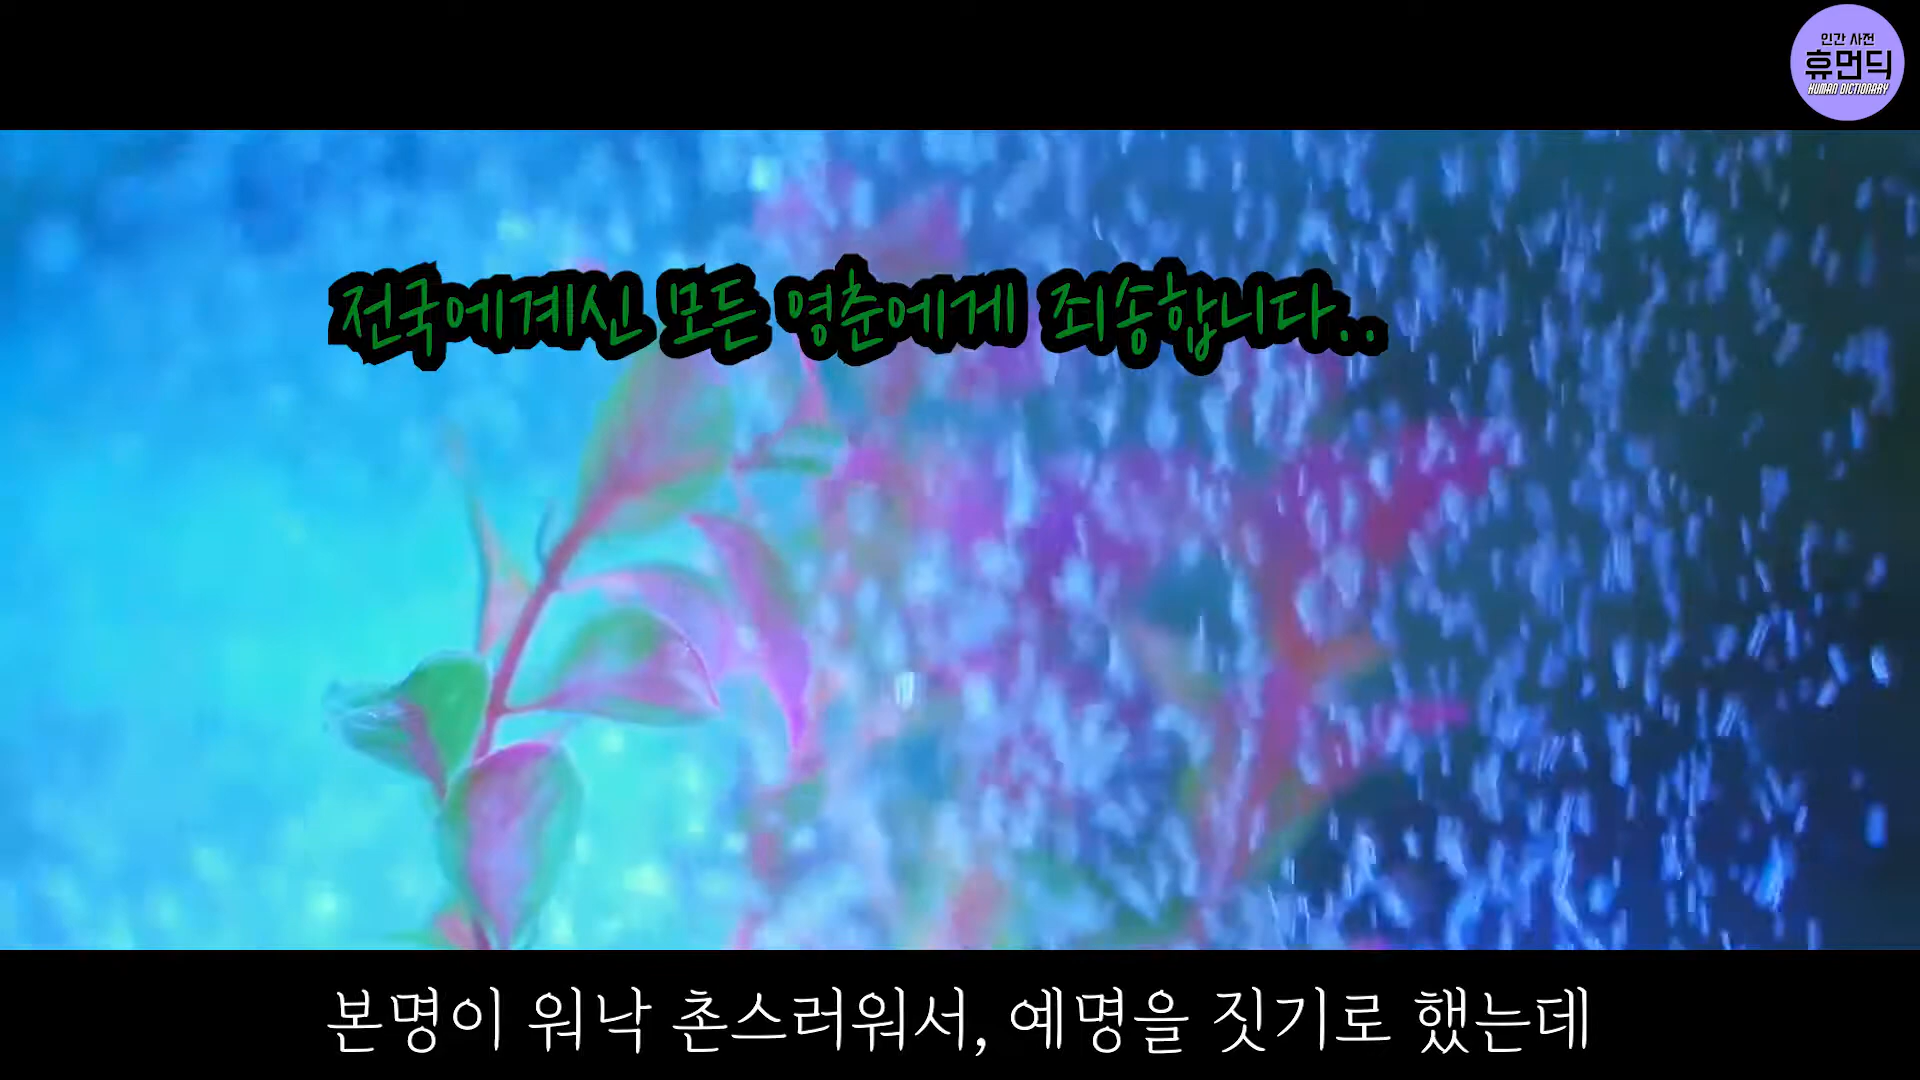 인간 사전
휴먼딕
HUMAN DICTIONARY
전국에계신 모든 영춘에게 죄송합니다..
본명이 워낙 촌스러워서, 예명을 짓기로 했는데